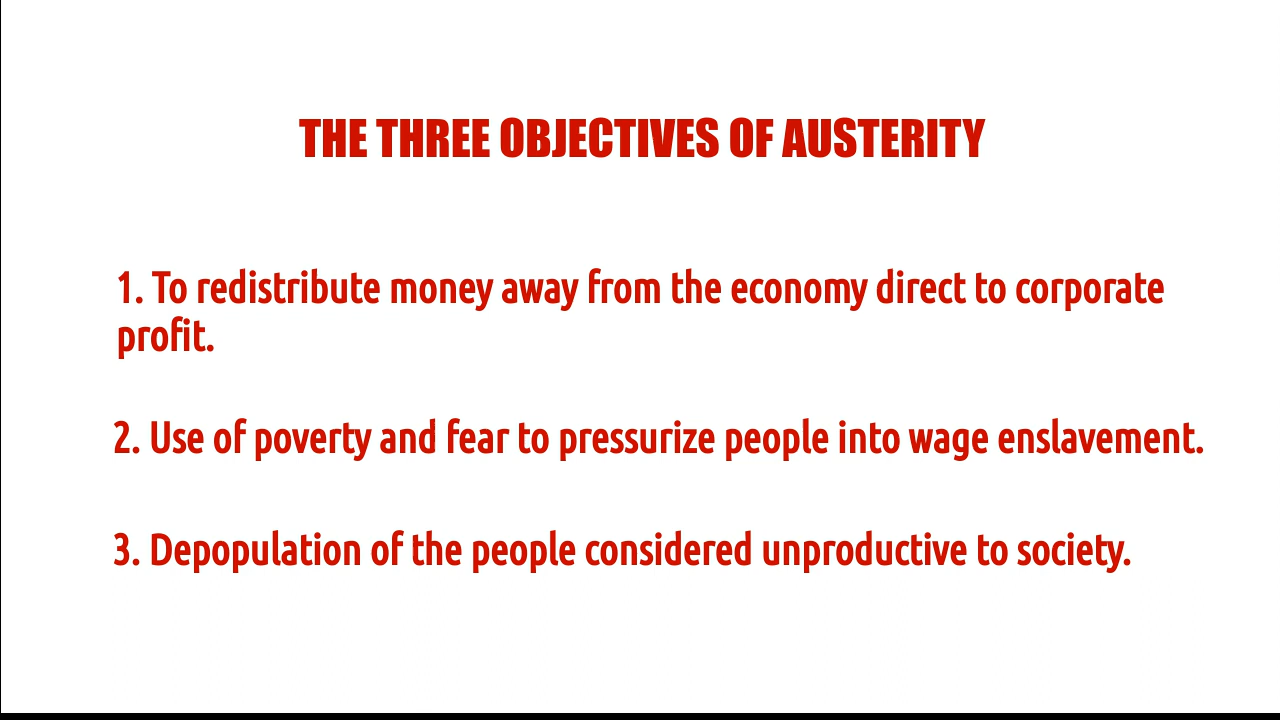 THE THREE OBJECTIVES OF AUSTERITY
1. To redistribute money away from the economy direct to corporate
profit.
2. Use of poverty and fear to pressurize people into wage enslavement.
3. Depopulation of the people considered unproductive to society.